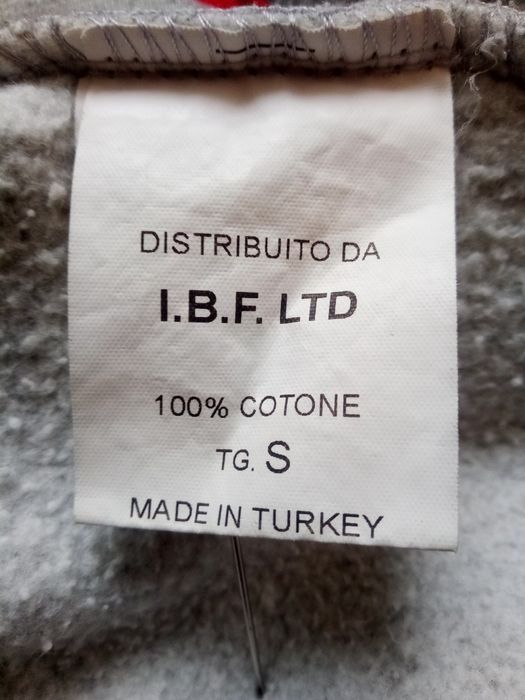 DISTRIBUITO DA
I.B.F. LTD
100% COTONE
TG. S
MADE IN TURKEY